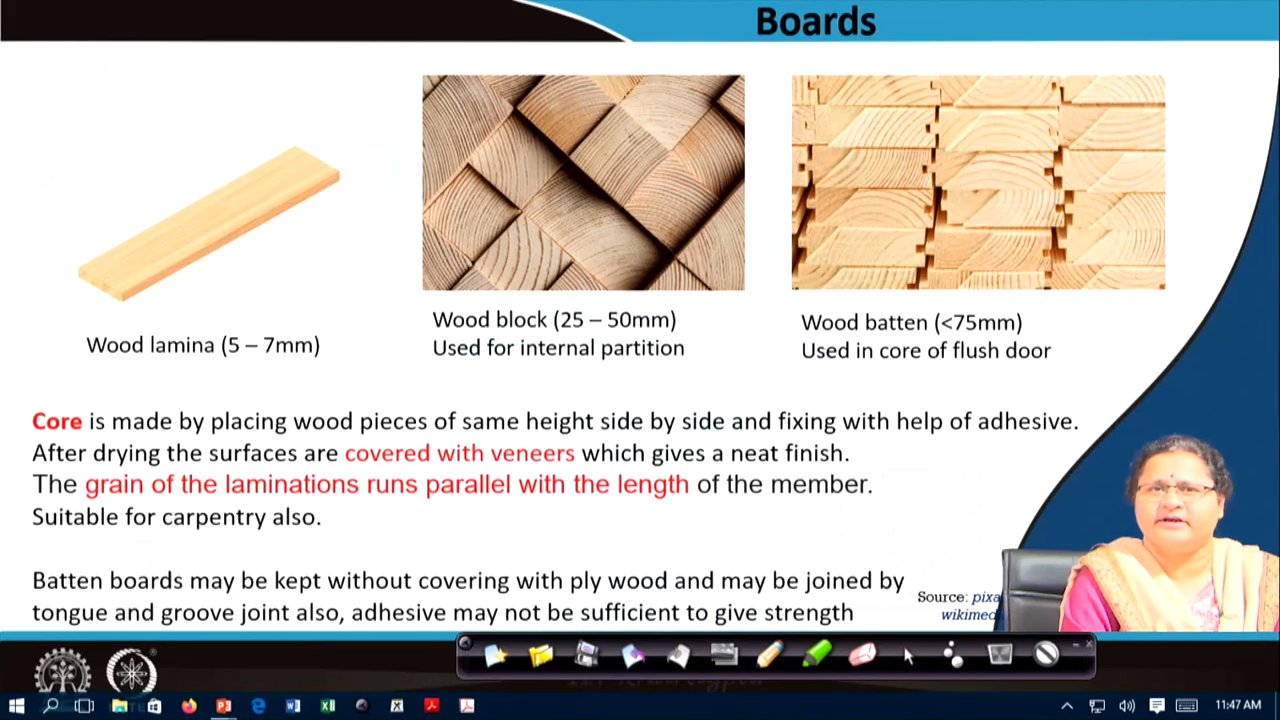 Boards
Wood lamina (5 – 7mm)
Wood block (25 – 50mm)
Used for internal partition
Wood batten (<75mm)
Used in core of flush door
Core is made by placing wood pieces of same height side by side and fixing with help of adhesive.
After drying the surfaces are covered with veneers which gives a neat finish.
The grain of the laminations runs parallel with the length of the member.
Suitable for carpentry also.
Batten boards may be kept without covering with ply wood and may be joined by
tongue and groove joint also, adhesive may not be sufficient to give strength
Source: pixa
wikimed
11:47 AM